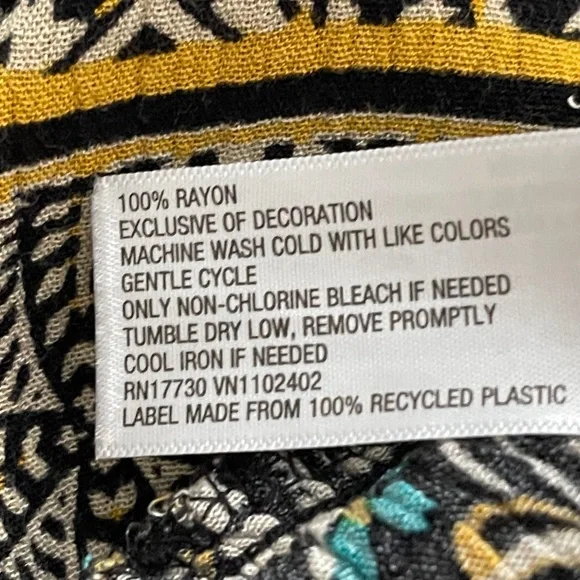 100% RAYON
EXCLUSIVE OF DECORATION
MACHINE WASH COLD WITH LIKE COLORS
GENTLE CYCLE
ONLY NON-CHLORINE BLEACH IF NEEDED
TUMBLE DRY LOW, REMOVE PROMPTLY
COOL IRON IF NEEDED
RN17730 VN1102402
LABEL MADE FROM 100% RECYCLED PLASTIC